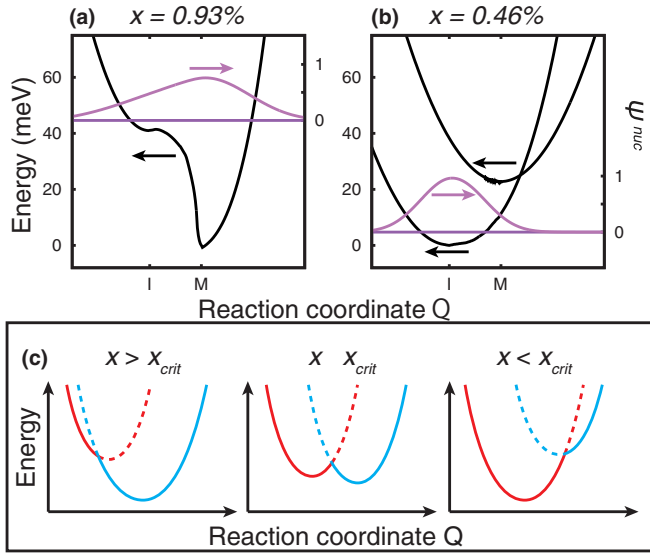 (a) x = 0.93%
(b) x = 0.46%
Energy (meV)
60
40
20
0
1
0
1
0
ψ nuc
I
M
I
M
Reaction coordinate Q
(c)
x > x crit
x x crit
x < x crit
Energy
Reaction coordinate Q